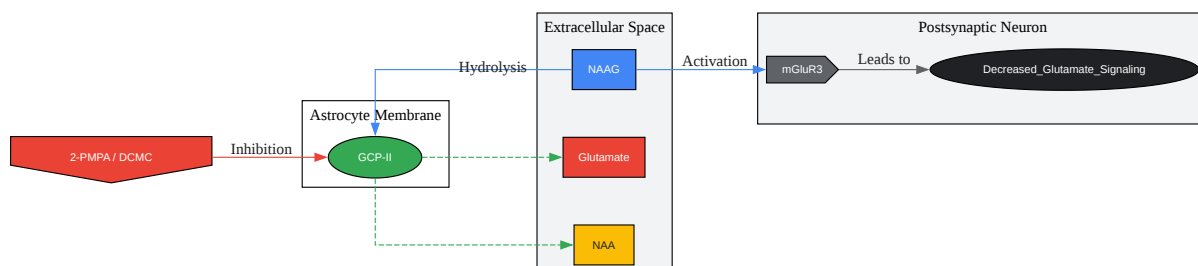 Extracellular Space
Postsynaptic Neuron
Hydrolysis
NAAG
Activation
mGluR3
Leads to
Decreased_Glutamate_Signaling
Astrocyte Membrane
2-PMPA / DCMC
Inhibition
GCP-II
Glutamate
NAA